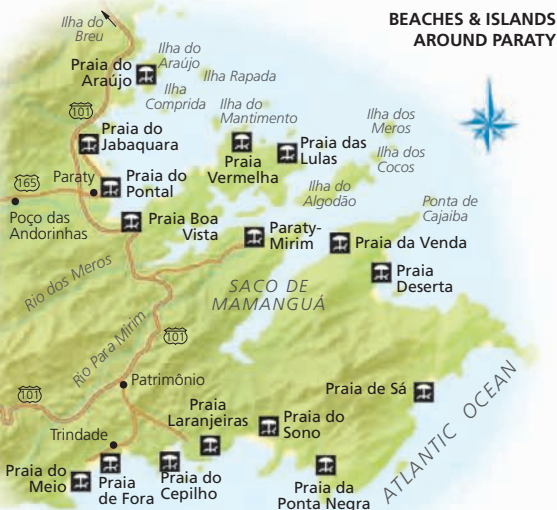 BEACHES & ISLANDS
AROUND PARATY
Ilha do
Breu
Praia do
Araújo
Ilha do
Araújo
Ilha Rapada
Ilha
Comprida
Ilha do
Mantimento
Ilha dos
Meros
101
Praia do
Jabaquara
Praia
Vermelha
Praia das
Lulas
Ilha dos
Cocos
165
Paraty
Praia do
Pontal
Ilha do
Algodão
Ponta de
Cajaiba
Poço das
Andorinhas
Praia Boa
Vista
Paraty-
Mirim
Praia da Venda
Praia
Deserta
Rio dos Meros
SACO DE
MAMANGUÁ
Rio Para Mirim
101
101
Patrimônio
Praia de Sá
ATLANTIC OCEAN
Praia
Laranjeiras
Praia do
Sono
Trindade
Praia do
Meio
Praia
de Fora
Praia do
Cepilho
Praia da
Ponta Negra